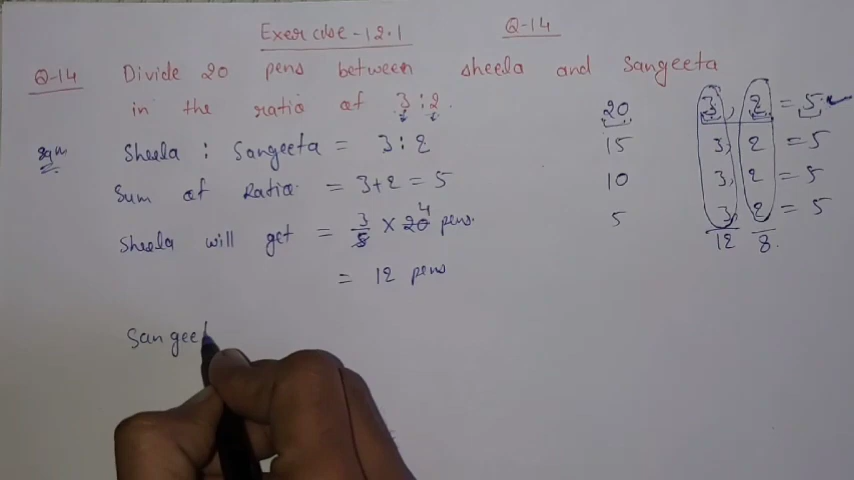 Exercise-12.1 Q-14
Q-14 Divide 20 pens between sheela and Sangeeta
in the ratio of 3:2.
Sheela : Sangeeta = 3:2
Sum of Ratio = 3+2 = 5
Sheela will get = 3/5 × 20 4 pens.
= 12 pens
Sangeet
20 3, 2 = 5
15 3, 2 = 5
10 3, 2 = 5
5 3, 2 = 5
12 8.